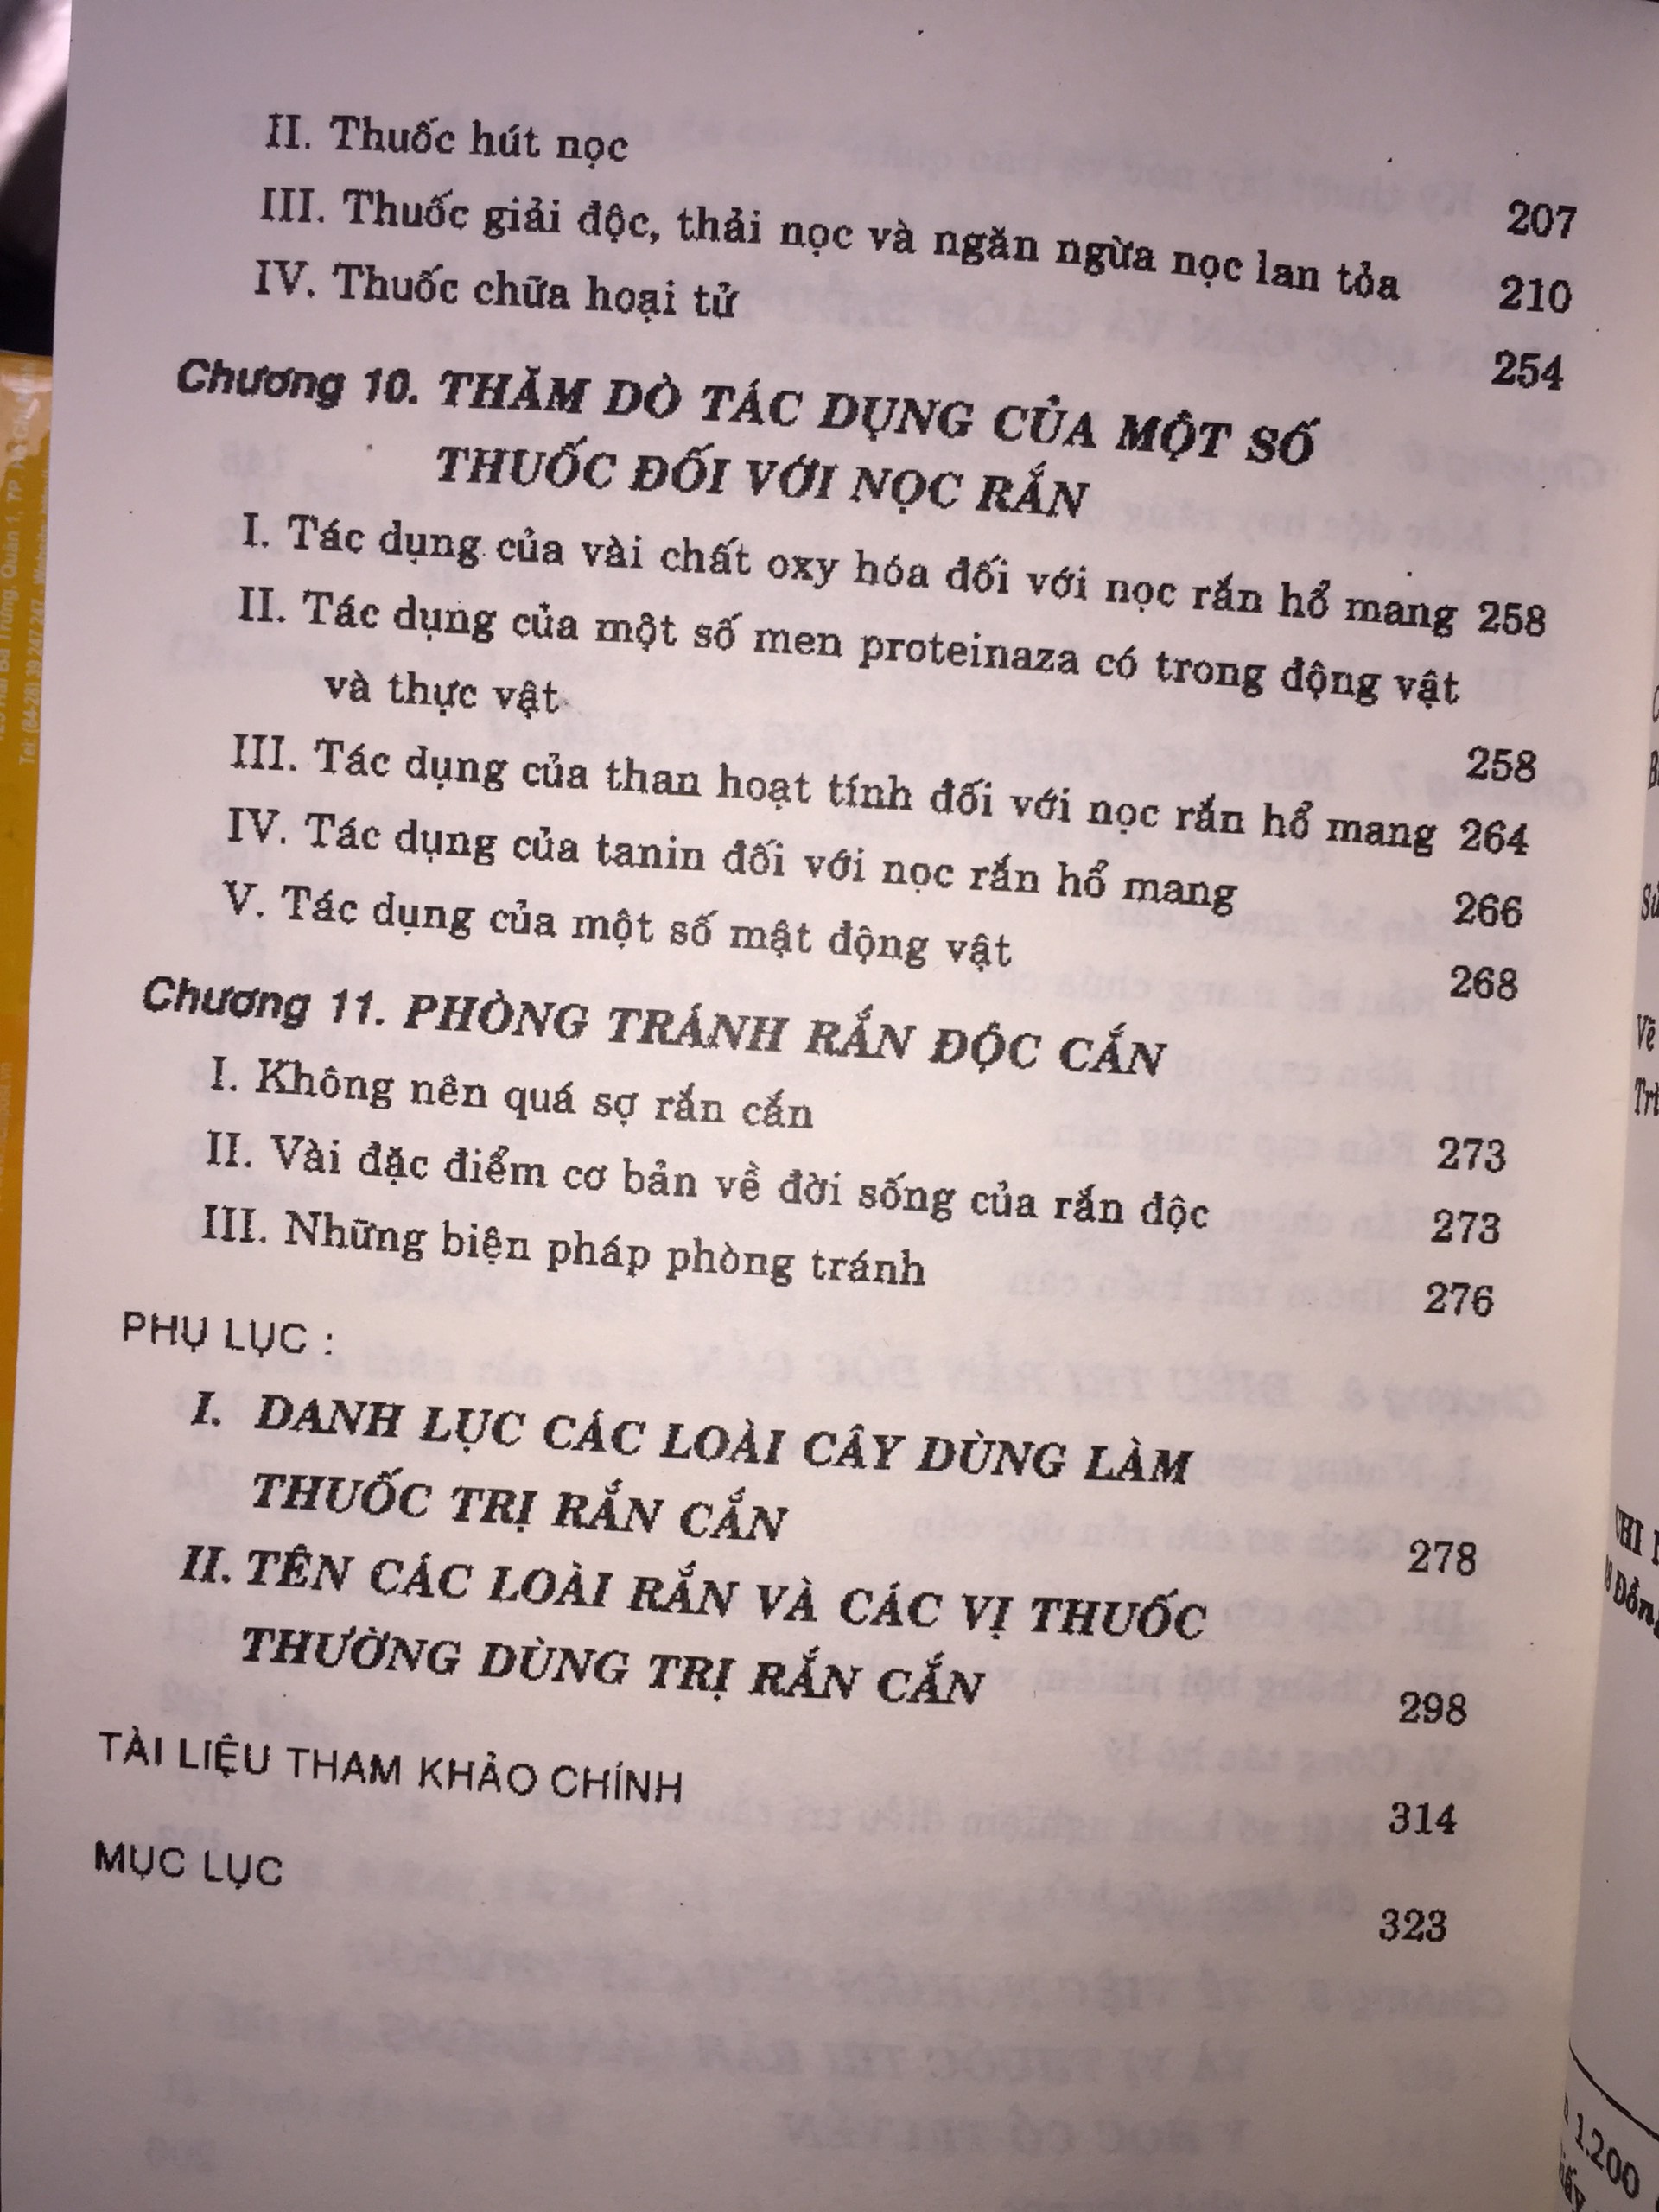 II. Thuốc hút nọc 207
III. Thuốc giải độc, thải nọc và ngăn ngừa nọc lan tỏa 210
IV. Thuốc chữa hoại tử 254
Chương 10. THĂM DÒ TÁC DỤNG CỦA MỘT SỐ
THUỐC ĐỐI VỚI NỌC RẮN
I. Tác dụng của vài chất oxy hóa đối với nọc rắn hổ mang 258
II. Tác dụng của một số men proteinaza có trong động vật
và thực vật 258
III. Tác dụng của than hoạt tính đối với nọc rắn hổ mang 264
IV. Tác dụng của tanin đối với nọc rắn hổ mang 266
V. Tác dụng của một số mật động vật 268
Chương 11. PHÒNG TRÁNH RẮN ĐỘC CẮN
I. Không nên quá sợ rắn cắn 273
II. Vài đặc điểm cơ bản về đời sống của rắn độc 273
III. Những biện pháp phòng tránh 276
PHỤ LỤC :
I. DANH LỤC CÁC LOÀI CÂY DÙNG LÀM
THUỐC TRỊ RẮN CẮN 278
II. TÊN CÁC LOÀI RẮN VÀ CÁC VỊ THUỐC
THƯỜNG DÙNG TRỊ RẮN CẮN 298
TÀI LIỆU THAM KHẢO CHÍNH 314
MỤC LỤC 323
1200